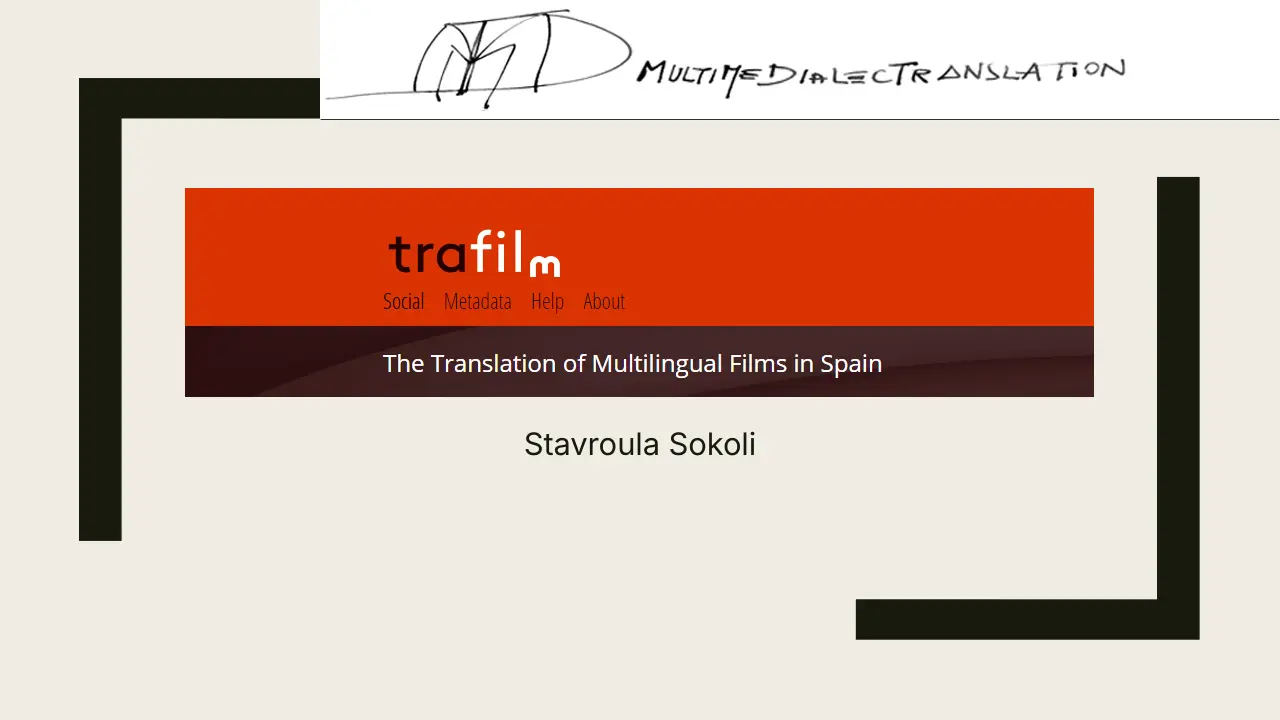 MULTIMEDIALECTRANSLATION
trafilm
Social Metadata Help About
The Translation of Multilingual Films in Spain
Stavroula Sokoli